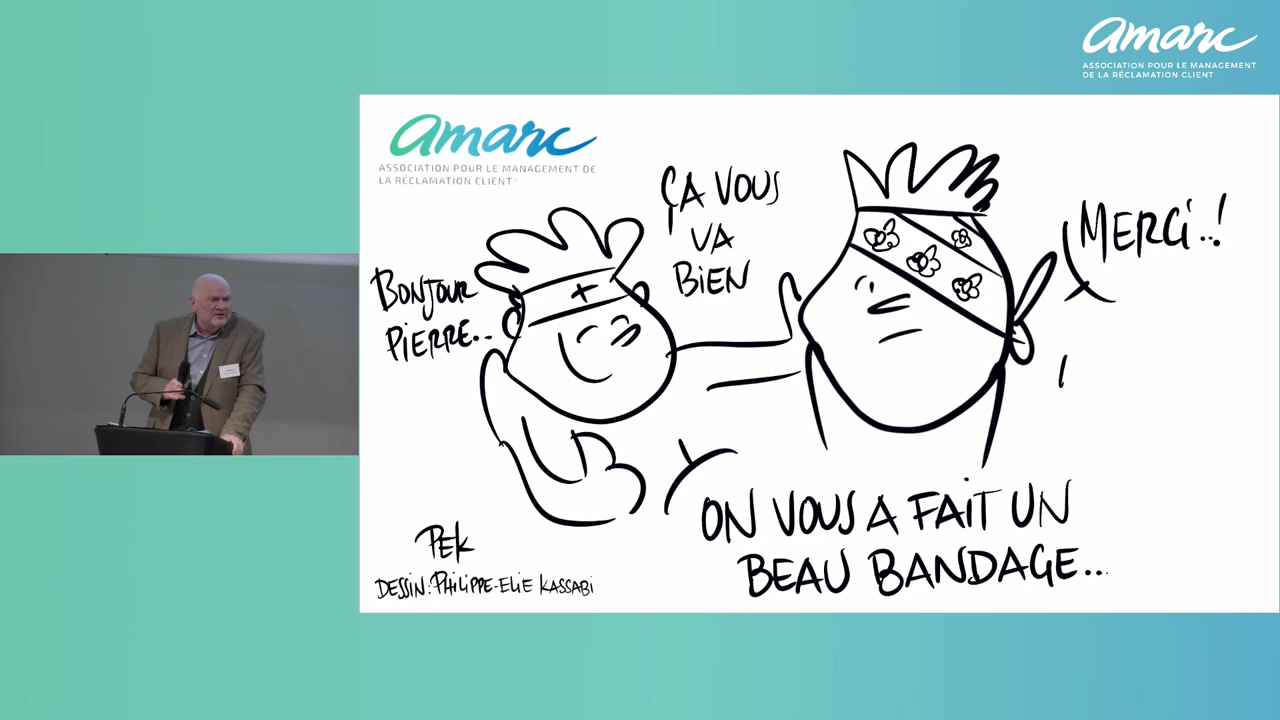 amarc
ASSOCIATION POUR LE MANAGEMENT
DE LA RÉCLAMATION CLIENT
amarc
ASSOCIATION POUR LE MANAGEMENT DE
LA RÉCLAMATION CLIENT
BONJOUR
PIERRE..
ÇA VOUS
VA
BIEN
MERCI..!
ON VOUS A FAIT UN
BEAU BANDAGE...
PEK
DESSIN: PHILIPPE-ELIE KASSABI